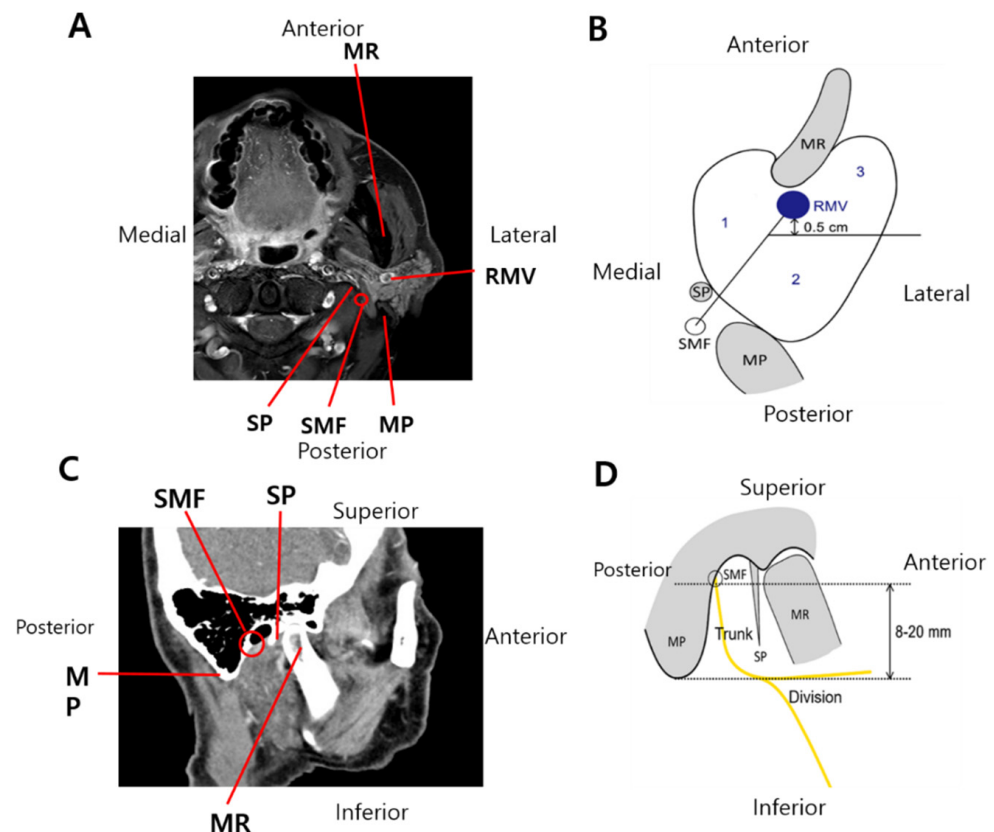 A
Anterior
MR
Medial
Lateral
RMV
SP
SMF
MP
Posterior
B
Anterior
MR
3
RMV
1
0.5 cm
2
Medial
SP
Lateral
SMF
MP
Posterior
C
SMF
SP
Superior
Posterior
Anterior
M
P
MR
Inferior
D
Superior
Posterior
Anterior
SMF
MR
8-20 mm
Trunk
MP
SP
Division
Inferior